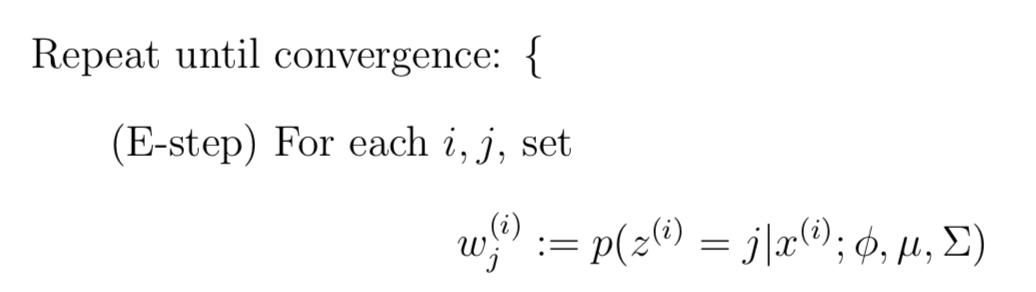 Repeat until convergence: {
(E-step) For each i, j, set
w_j^{(i)} := p(z^{(i)} = j|x^{(i)}; ϕ, μ, Σ)